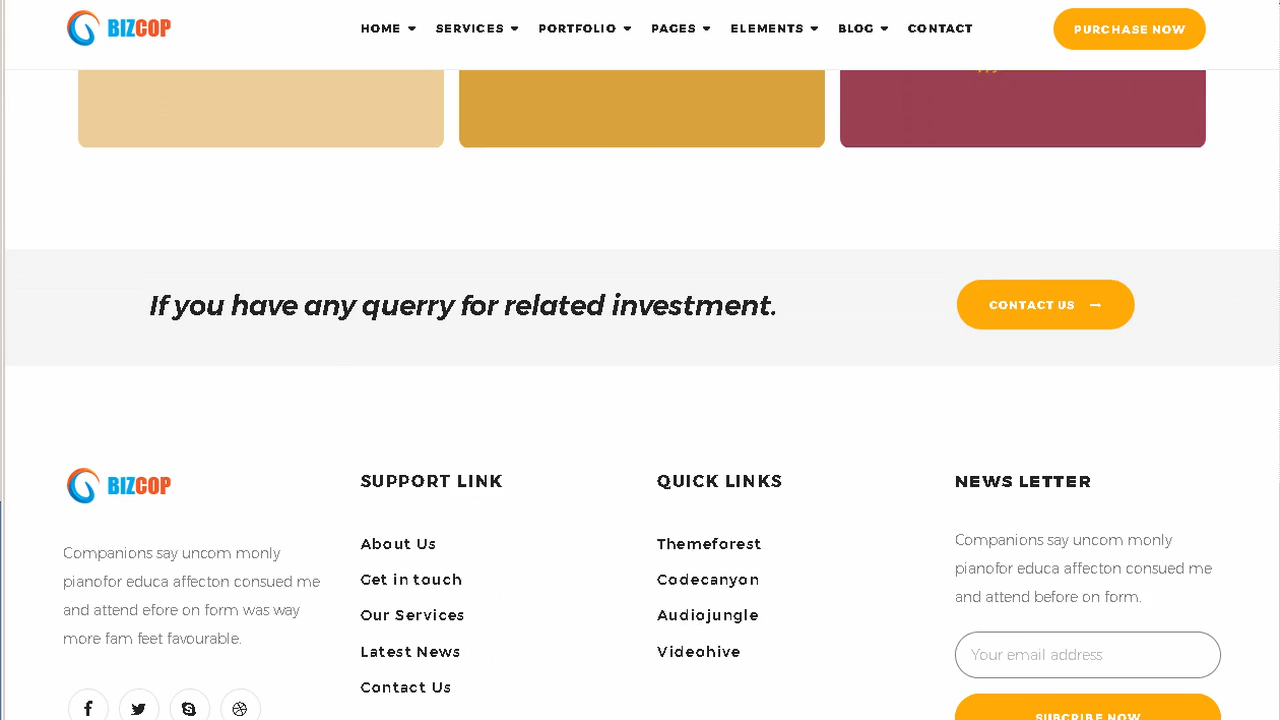 BIZCOP
HOME SERVICES PORTFOLIO PAGES ELEMENTS BLOG CONTACT
PURCHASE NOW
If you have any querry for related investment.
CONTACT US
BIZCOP
Companions say uncom monly
pianofor educa affecton consued me
and attend efore on form was way
more fam feet favourable.
SUPPORT LINK
About Us
Get in touch
Our Services
Latest News
Contact Us
QUICK LINKS
Themeforest
Codecanyon
Audiojungle
Videohive
NEWS LETTER
Companions say uncom monly
pianofor educa affecton consued me
and attend before on form.
Your email address
SUBCRIBE NOW